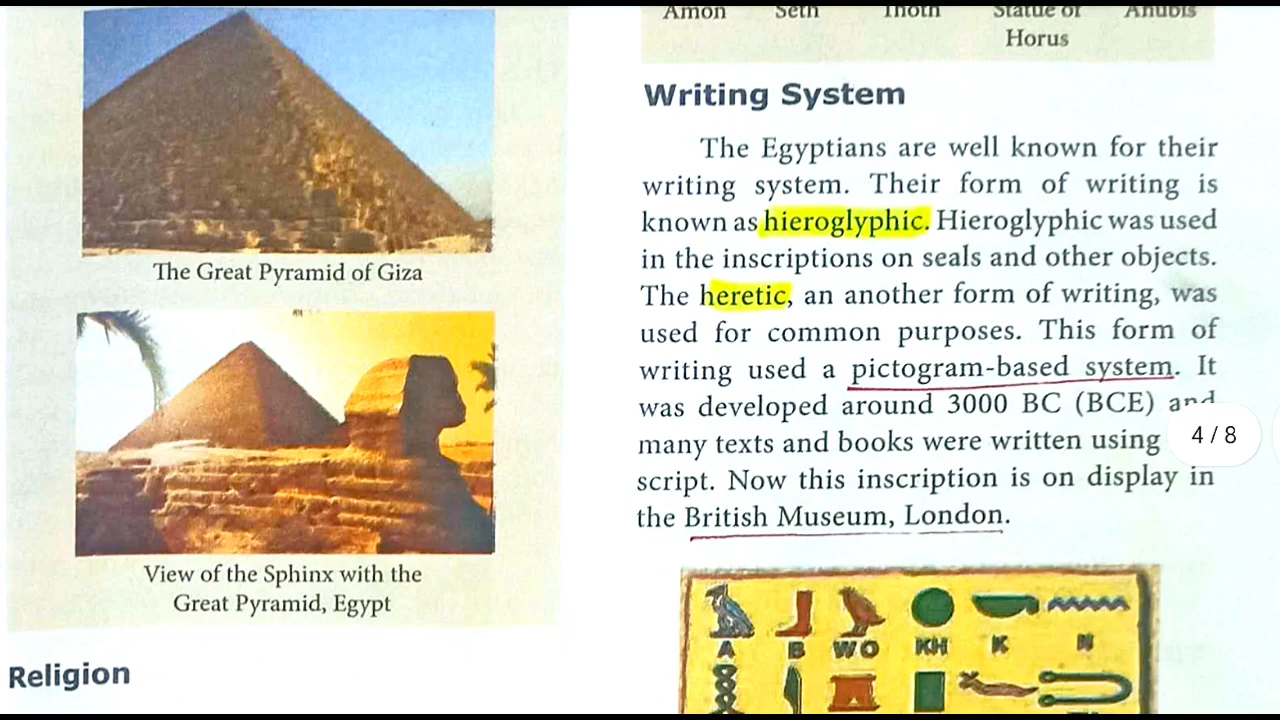 The Great Pyramid of Giza
View of the Sphinx with the
Great Pyramid, Egypt
Religion
Amon Seth Thoth Statue of Anubis
Horus
Writing System
The Egyptians are well known for their
writing system. Their form of writing is
known as hieroglyphic. Hieroglyphic was used
in the inscriptions on seals and other objects.
The heretic, an another form of writing, was
used for common purposes. This form of
writing used a pictogram-based system. It
was developed around 3000 BC (BCE) and
many texts and books were written using
script. Now this inscription is on display in
the British Museum, London.
4 / 8
A B WO KH K N